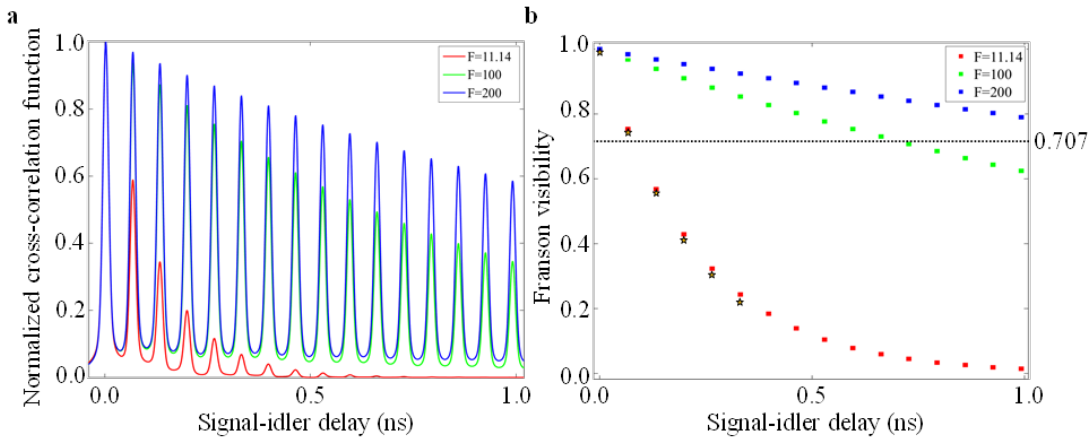 a
Normalized cross-correlation function
1.0
0.8
0.6
0.4
0.2
0.0
0.0
0.5
1.0
Signal-idler delay (ns)
F=11.14
F=100
F=200
b
Franson visibility
1.0
0.8
0.6
0.4
0.2
0.0
0.0
0.5
1.0
Signal-idler delay (ns)
F=11.14
F=100
F=200
0.707